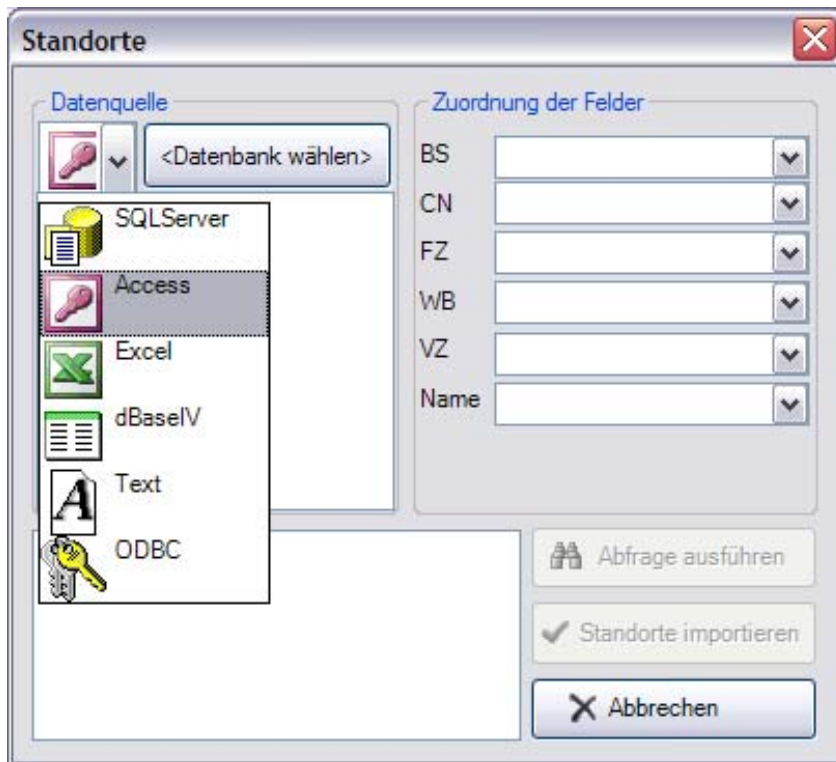 Standorte
Datenquelle
<Datenbank wählen>
SQLServer
Access
Excel
dBaseIV
Text
ODBC
Zuordnung der Felder
BS
CN
FZ
WB
VZ
Name
Abfrage ausführen
Standorte importieren
Abbrechen